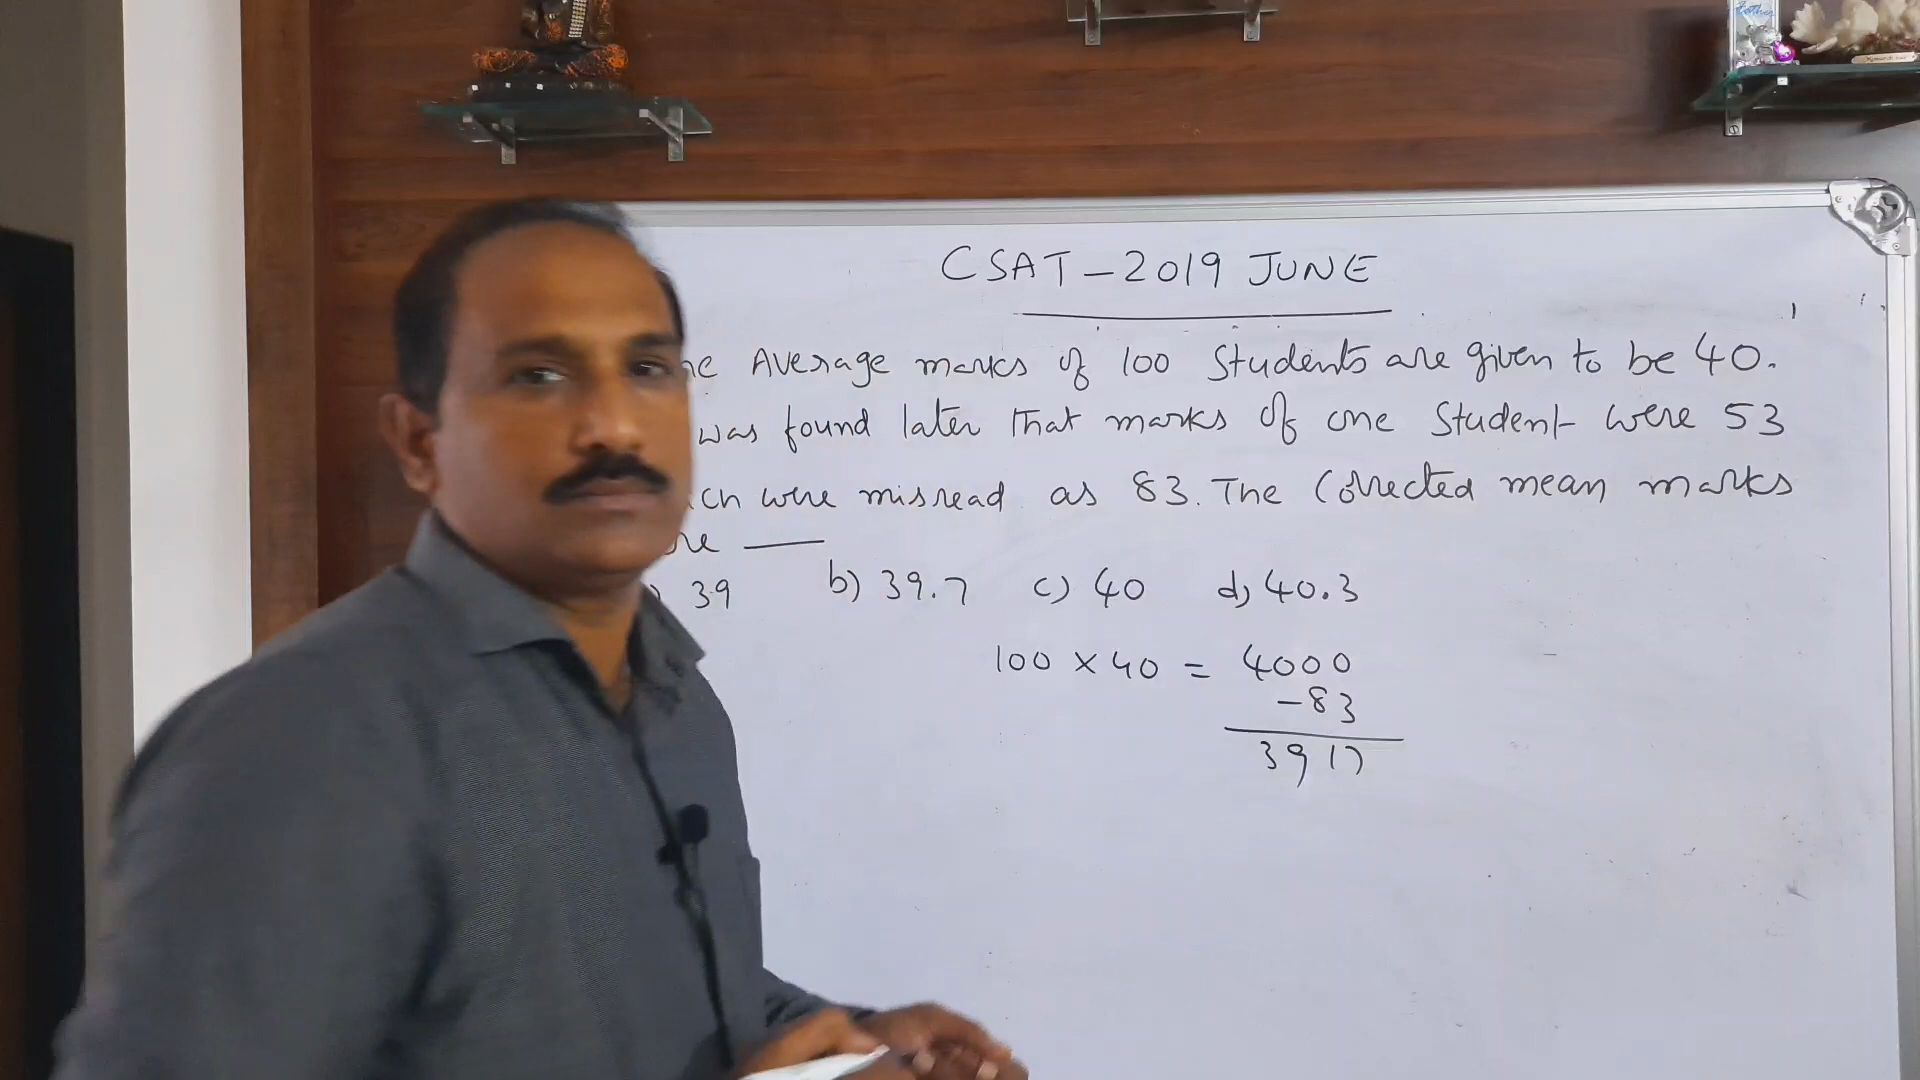 CSAT-2019 JUNE
Average marks of 100 Students are given to be 40.
was found later that marks of one Student were 53
were misread as 83. The Corrected mean marks
___
39 b) 39.7 c) 40 d) 40.3
100 × 40 = 4000
-83
3917